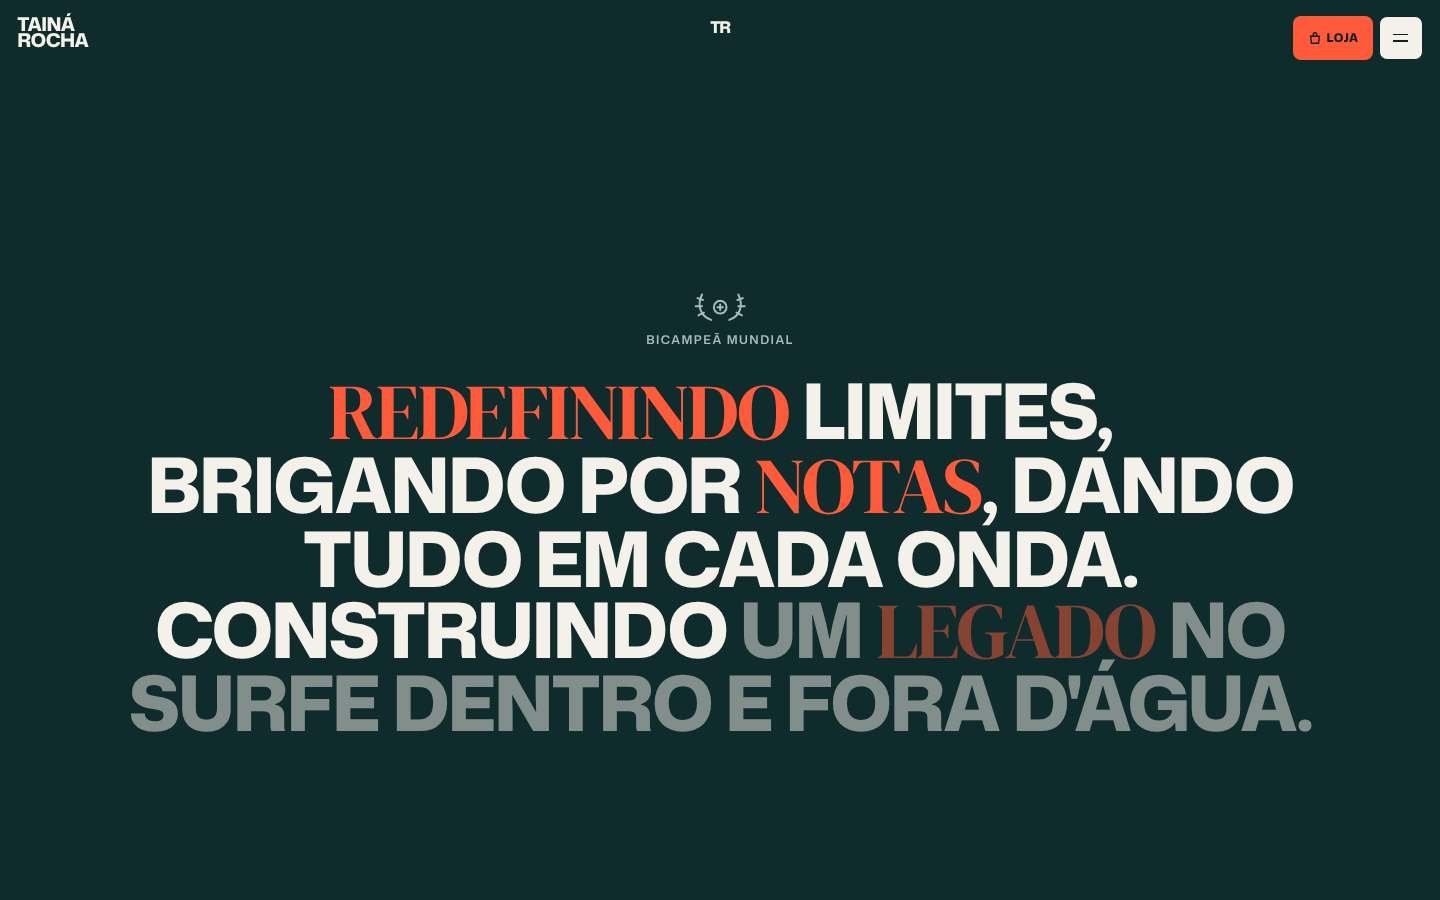 TAINÁ
ROCHA
TR
LOJA
BICAMPEÃ MUNDIAL
REDEFININDO LIMITES,
BRIGANDO POR NOTAS, DANDO
TUDO EM CADA ONDA.
CONSTRUINDO UM LEGADO NO
SURFE DENTRO E FORA D'ÁGUA.